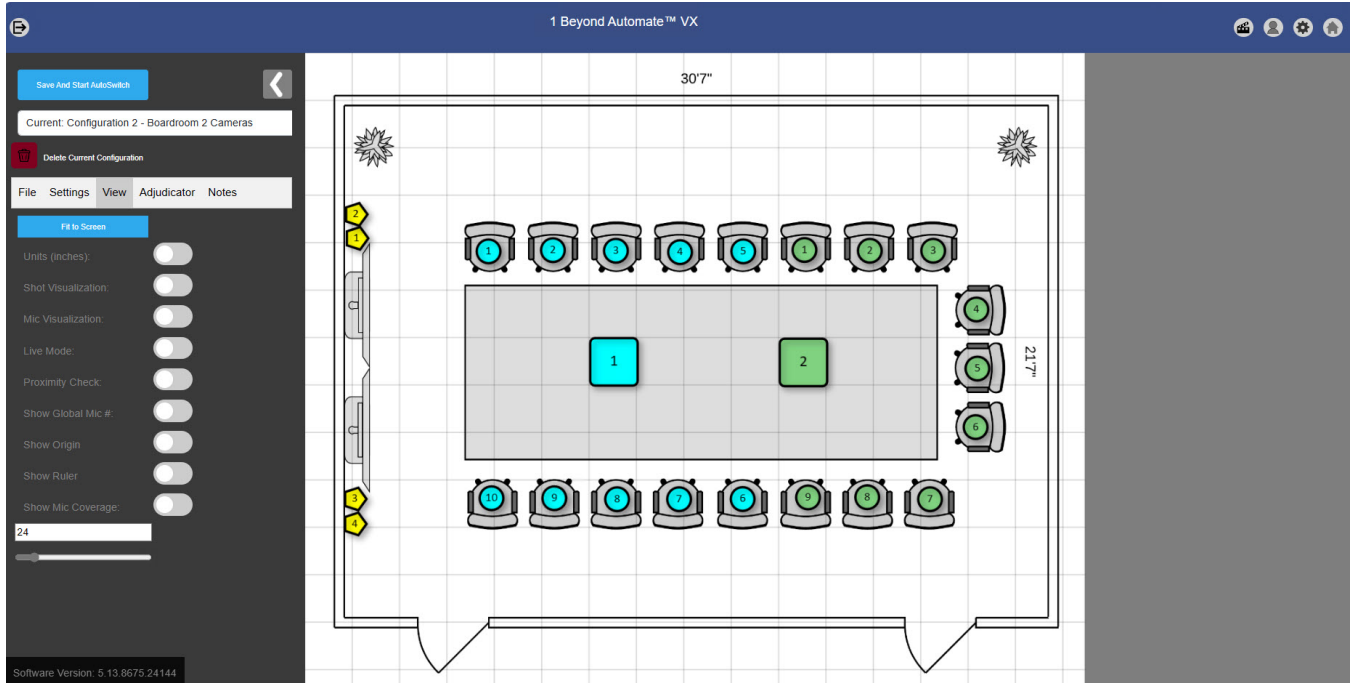 1 Beyond Automate™ VX
Save And Start AutoSwitch
Current: Configuration 2 - Boardroom 2 Cameras
Delete Current Configuration
File Settings View Adjudicator Notes
Fit to Screen
Units (inches):
Shot Visualization:
Mic Visualization:
Live Mode:
Proximity Check:
Show Global Mic #:
Show Origin
Show Ruler
Show Mic Coverage:
24
Software Version: 5.13.8675.24144
30'7"
2
1
1 2 3 4 5 1 2 3
4
1 2
5
21'7"
6
3
4
10 9 8 7 6 9 8 7